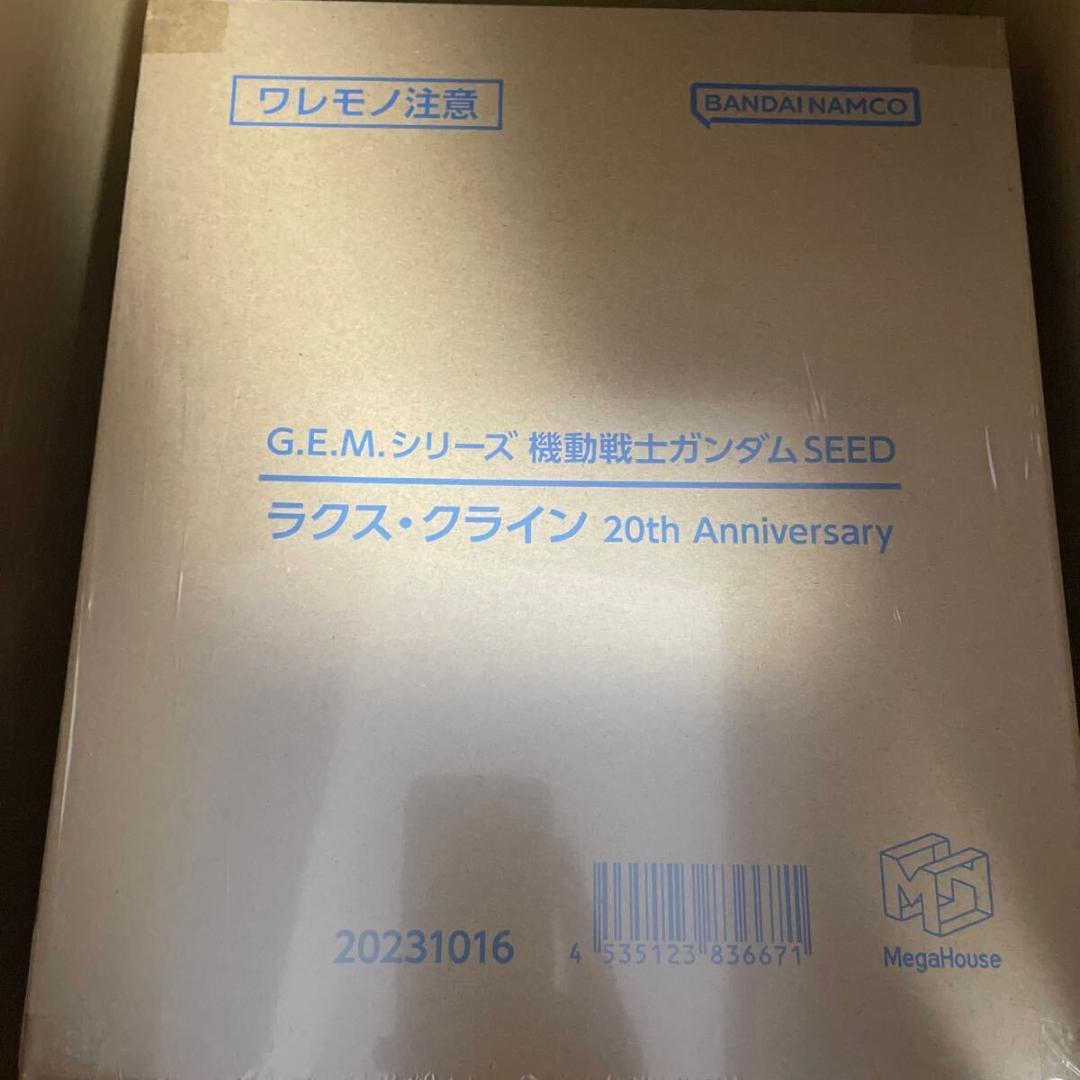 ワレモノ注意
BANDAI NAMCO
G.E.M.シリーズ 機動戦士ガンダムSEED
ラクス・クライン 20th Anniversary
20231016
4 535123 836671
MH
MegaHouse